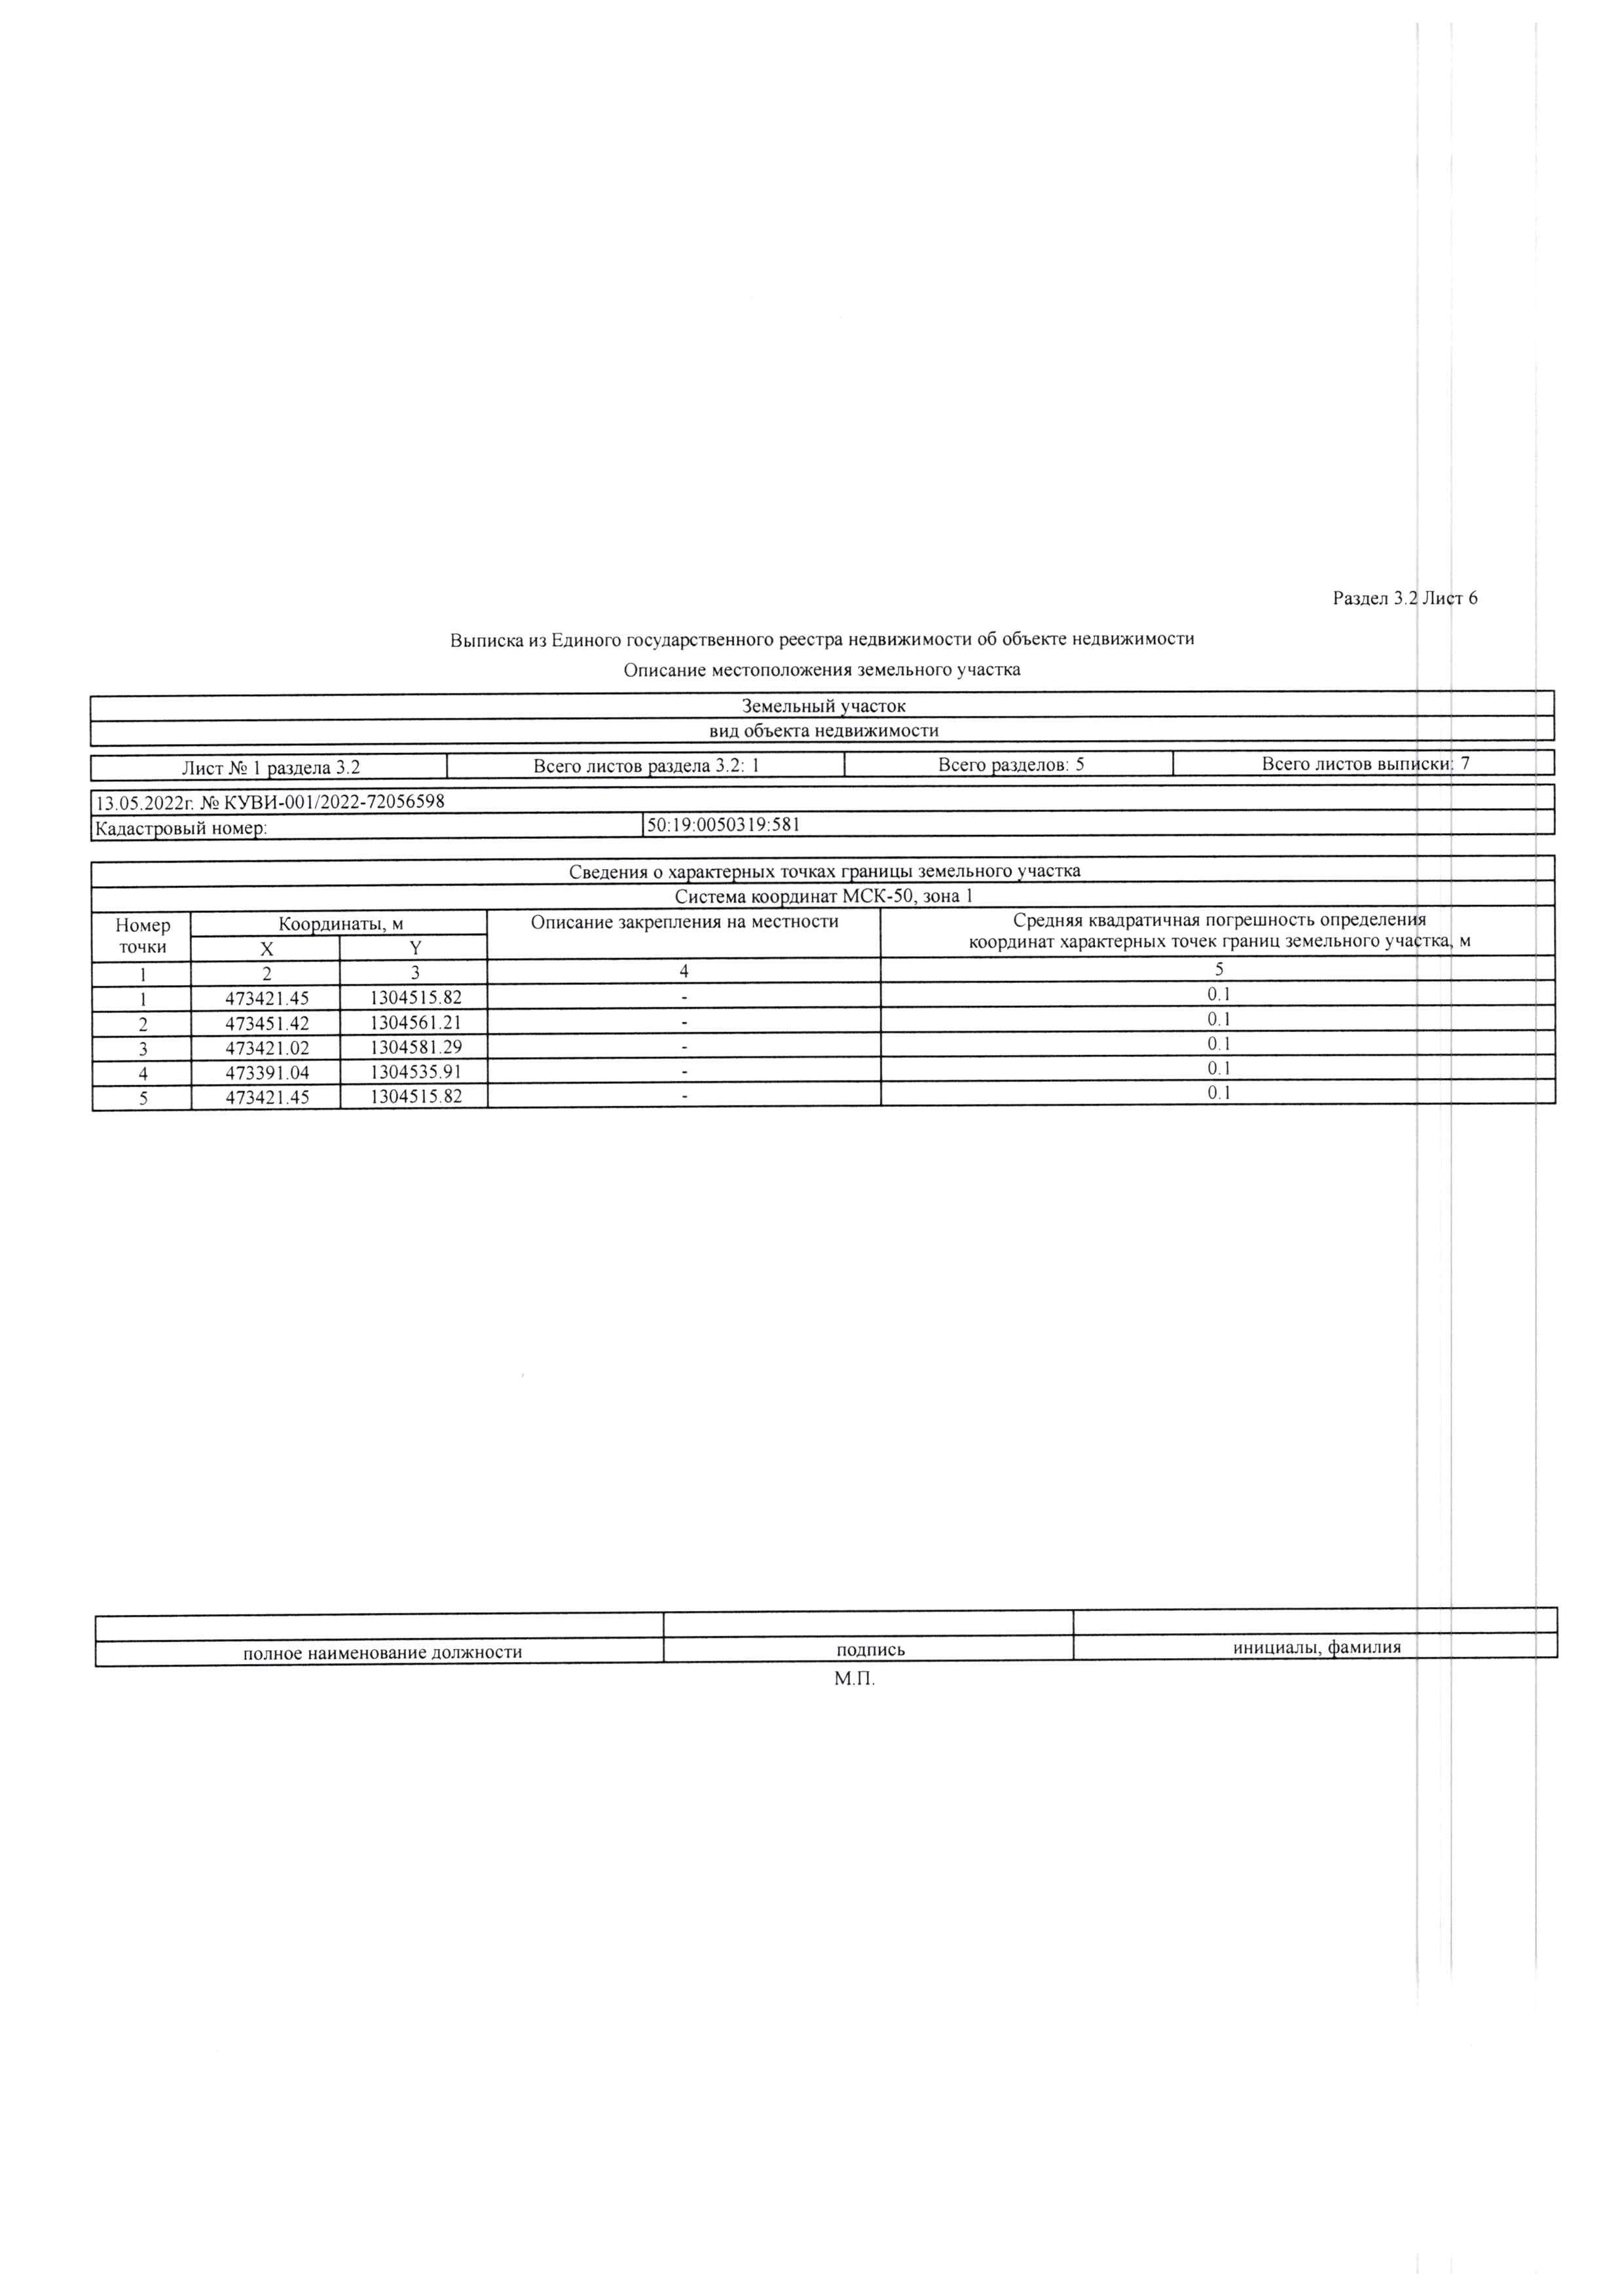 Раздел 3.2 Лист 6
Выписка из Единого государственного реестра недвижимости об объекте недвижимости
Описание местоположения земельного участка
Земельный участок
вид объекта недвижимости
Лист № 1 раздела 3.2 Всего листов раздела 3.2: 1 Всего разделов: 5 Всего листов выписки: 7
13.05.2022г. № КУВИ-001/2022-72056598
Кадастровый номер: 50:19:0050319:581
Сведения о характерных точках границы земельного участка
Система координат МСК-50, зона 1
Номер точки Координаты, м Описание закрепления на местности Средняя квадратичная погрешность определения координат характерных точек границ земельного участка, м
X Y
1 2 3 4 5
1 473421.45 1304515.82 - 0.1
2 473451.42 1304561.21 - 0.1
3 473421.02 1304581.29 - 0.1
4 473391.04 1304535.91 - 0.1
5 473421.45 1304515.82 - 0.1
полное наименование должности подпись инициалы, фамилия
М.П.